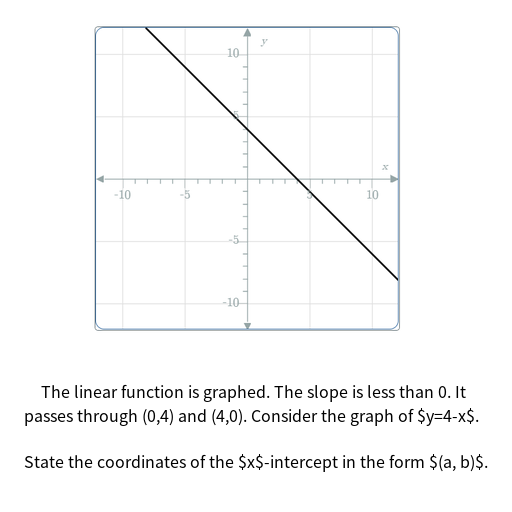 y
10
5
x
-10
-5
5
10
-5
-10
The linear function is graphed. The slope is less than 0. It
passes through (0,4) and (4,0). Consider the graph of $y=4-x$.
State the coordinates of the $x$-intercept in the form $(a, b)$.